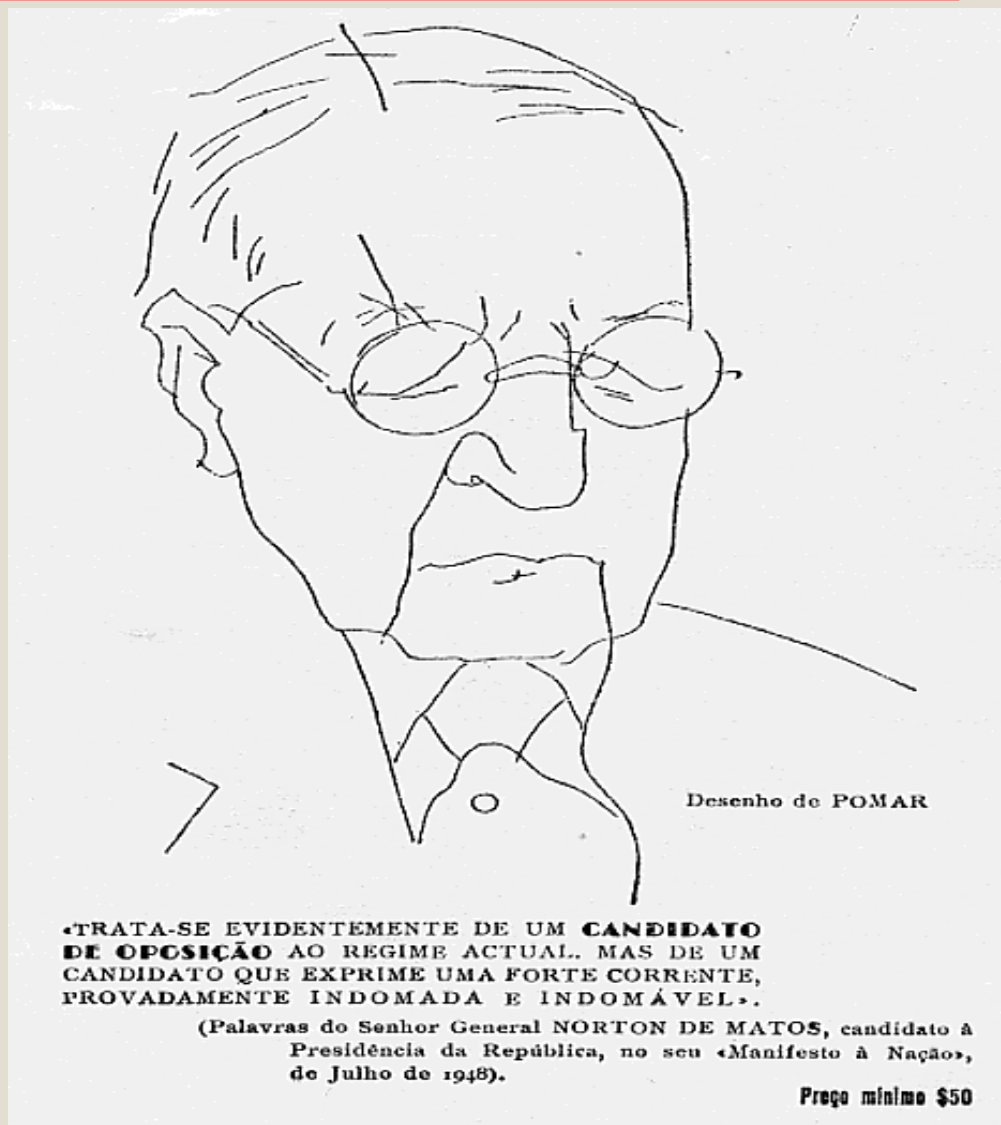 Desenho de POMAR
«TRATA-SE EVIDENTEMENTE DE UM CANDIDATO
DE OPOSIÇÃO AO REGIME ACTUAL. MAS DE UM
CANDIDATO QUE EXPRIME UMA FORTE CORRENTE,
PROVADAMENTE INDOMADA E INDOMÁVEL».
(Palavras do Senhor General NORTON DE MATOS, candidato à
Presidência da República, no seu «Manifesto à Nação»,
de Julho de 1948).
Preço mínimo $50